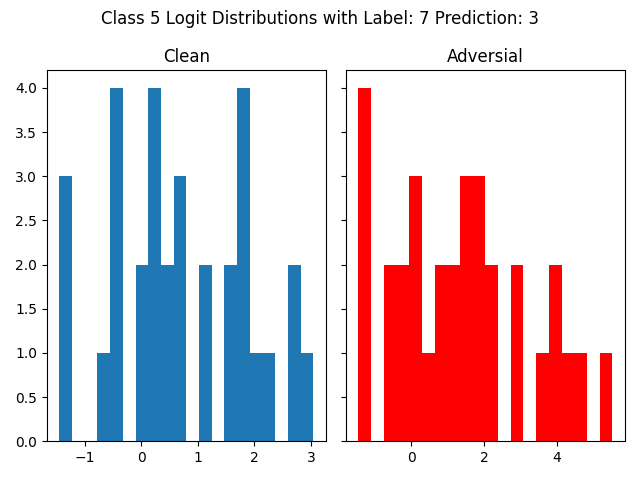 Class 5 Logit Distributions with Label: 7 Prediction: 3
Clean
Adversial
4.0
3.5
3.0
2.5
2.0
1.5
1.0
0.5
0.0
−1 0 1 2 3
0 2 4